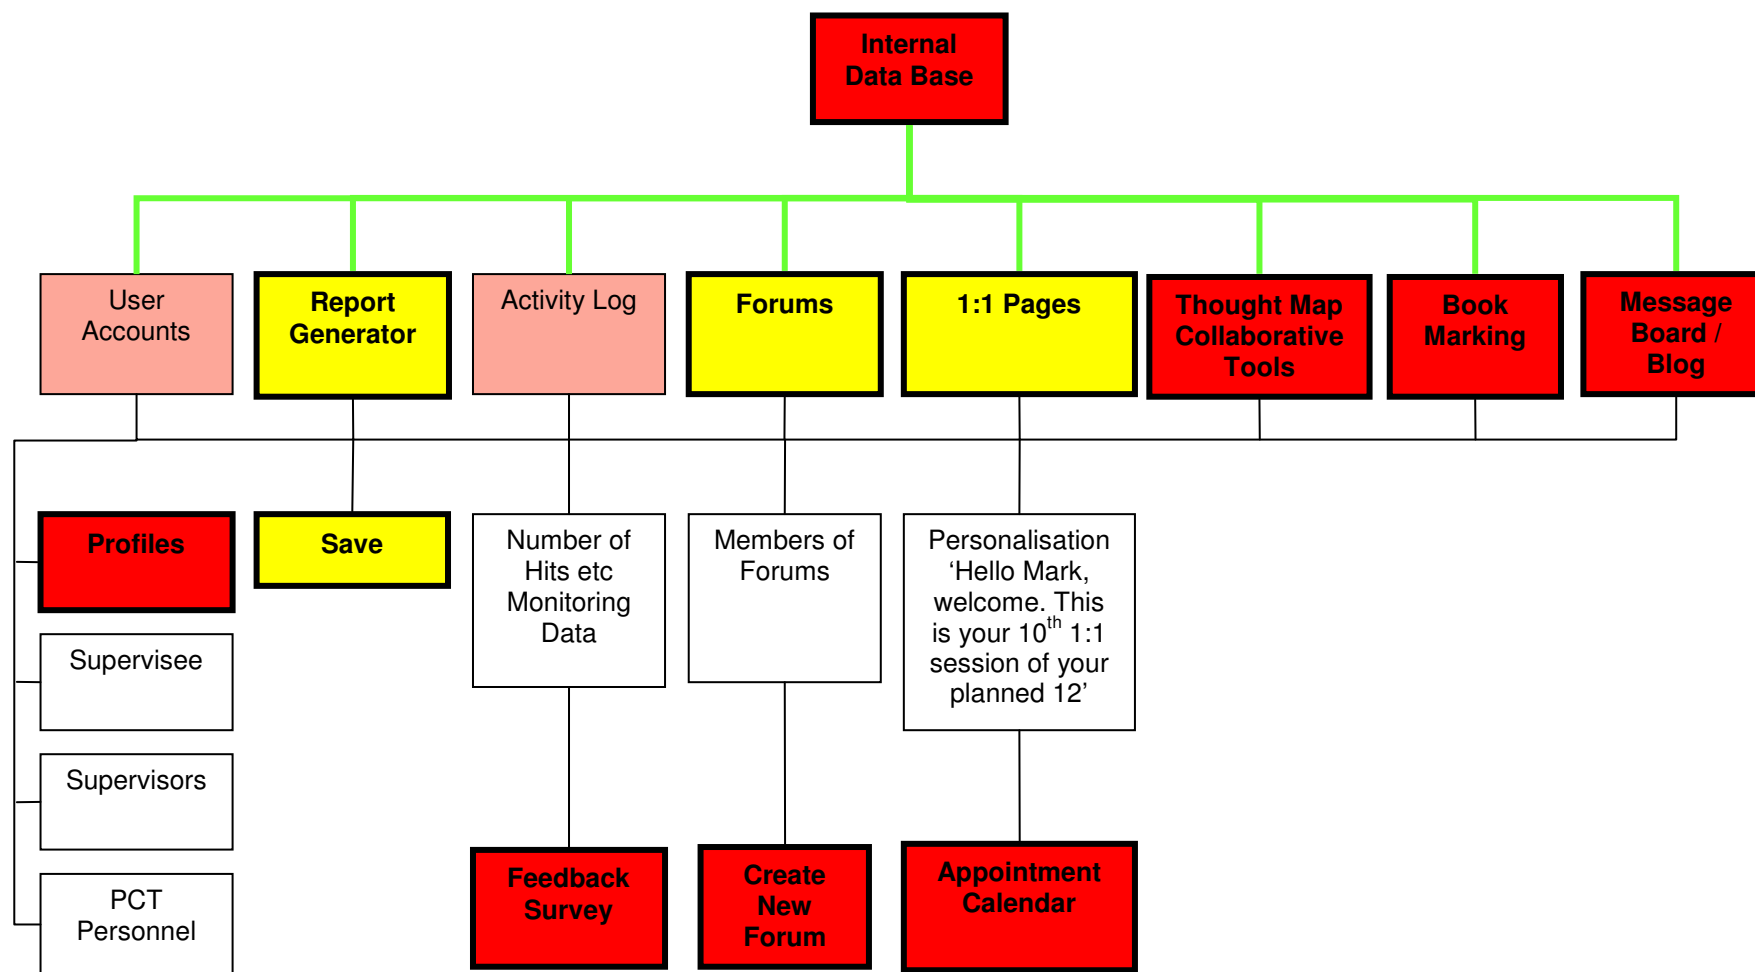 Internal
Data Base
User
Accounts
Report
Generator
Activity Log
Forums
1:1 Pages
Thought Map
Collaborative
Tools
Book
Marking
Message
Board /
Blog
Profiles
Save
Number of
Hits etc
Monitoring
Data
Members of
Forums
Personalisation
‘Hello Mark,
welcome. This
is your 10th 1:1
session of your
planned 12’
Supervisee
Supervisors
PCT
Personnel
Feedback
Survey
Create
New
Forum
Appointment
Calendar